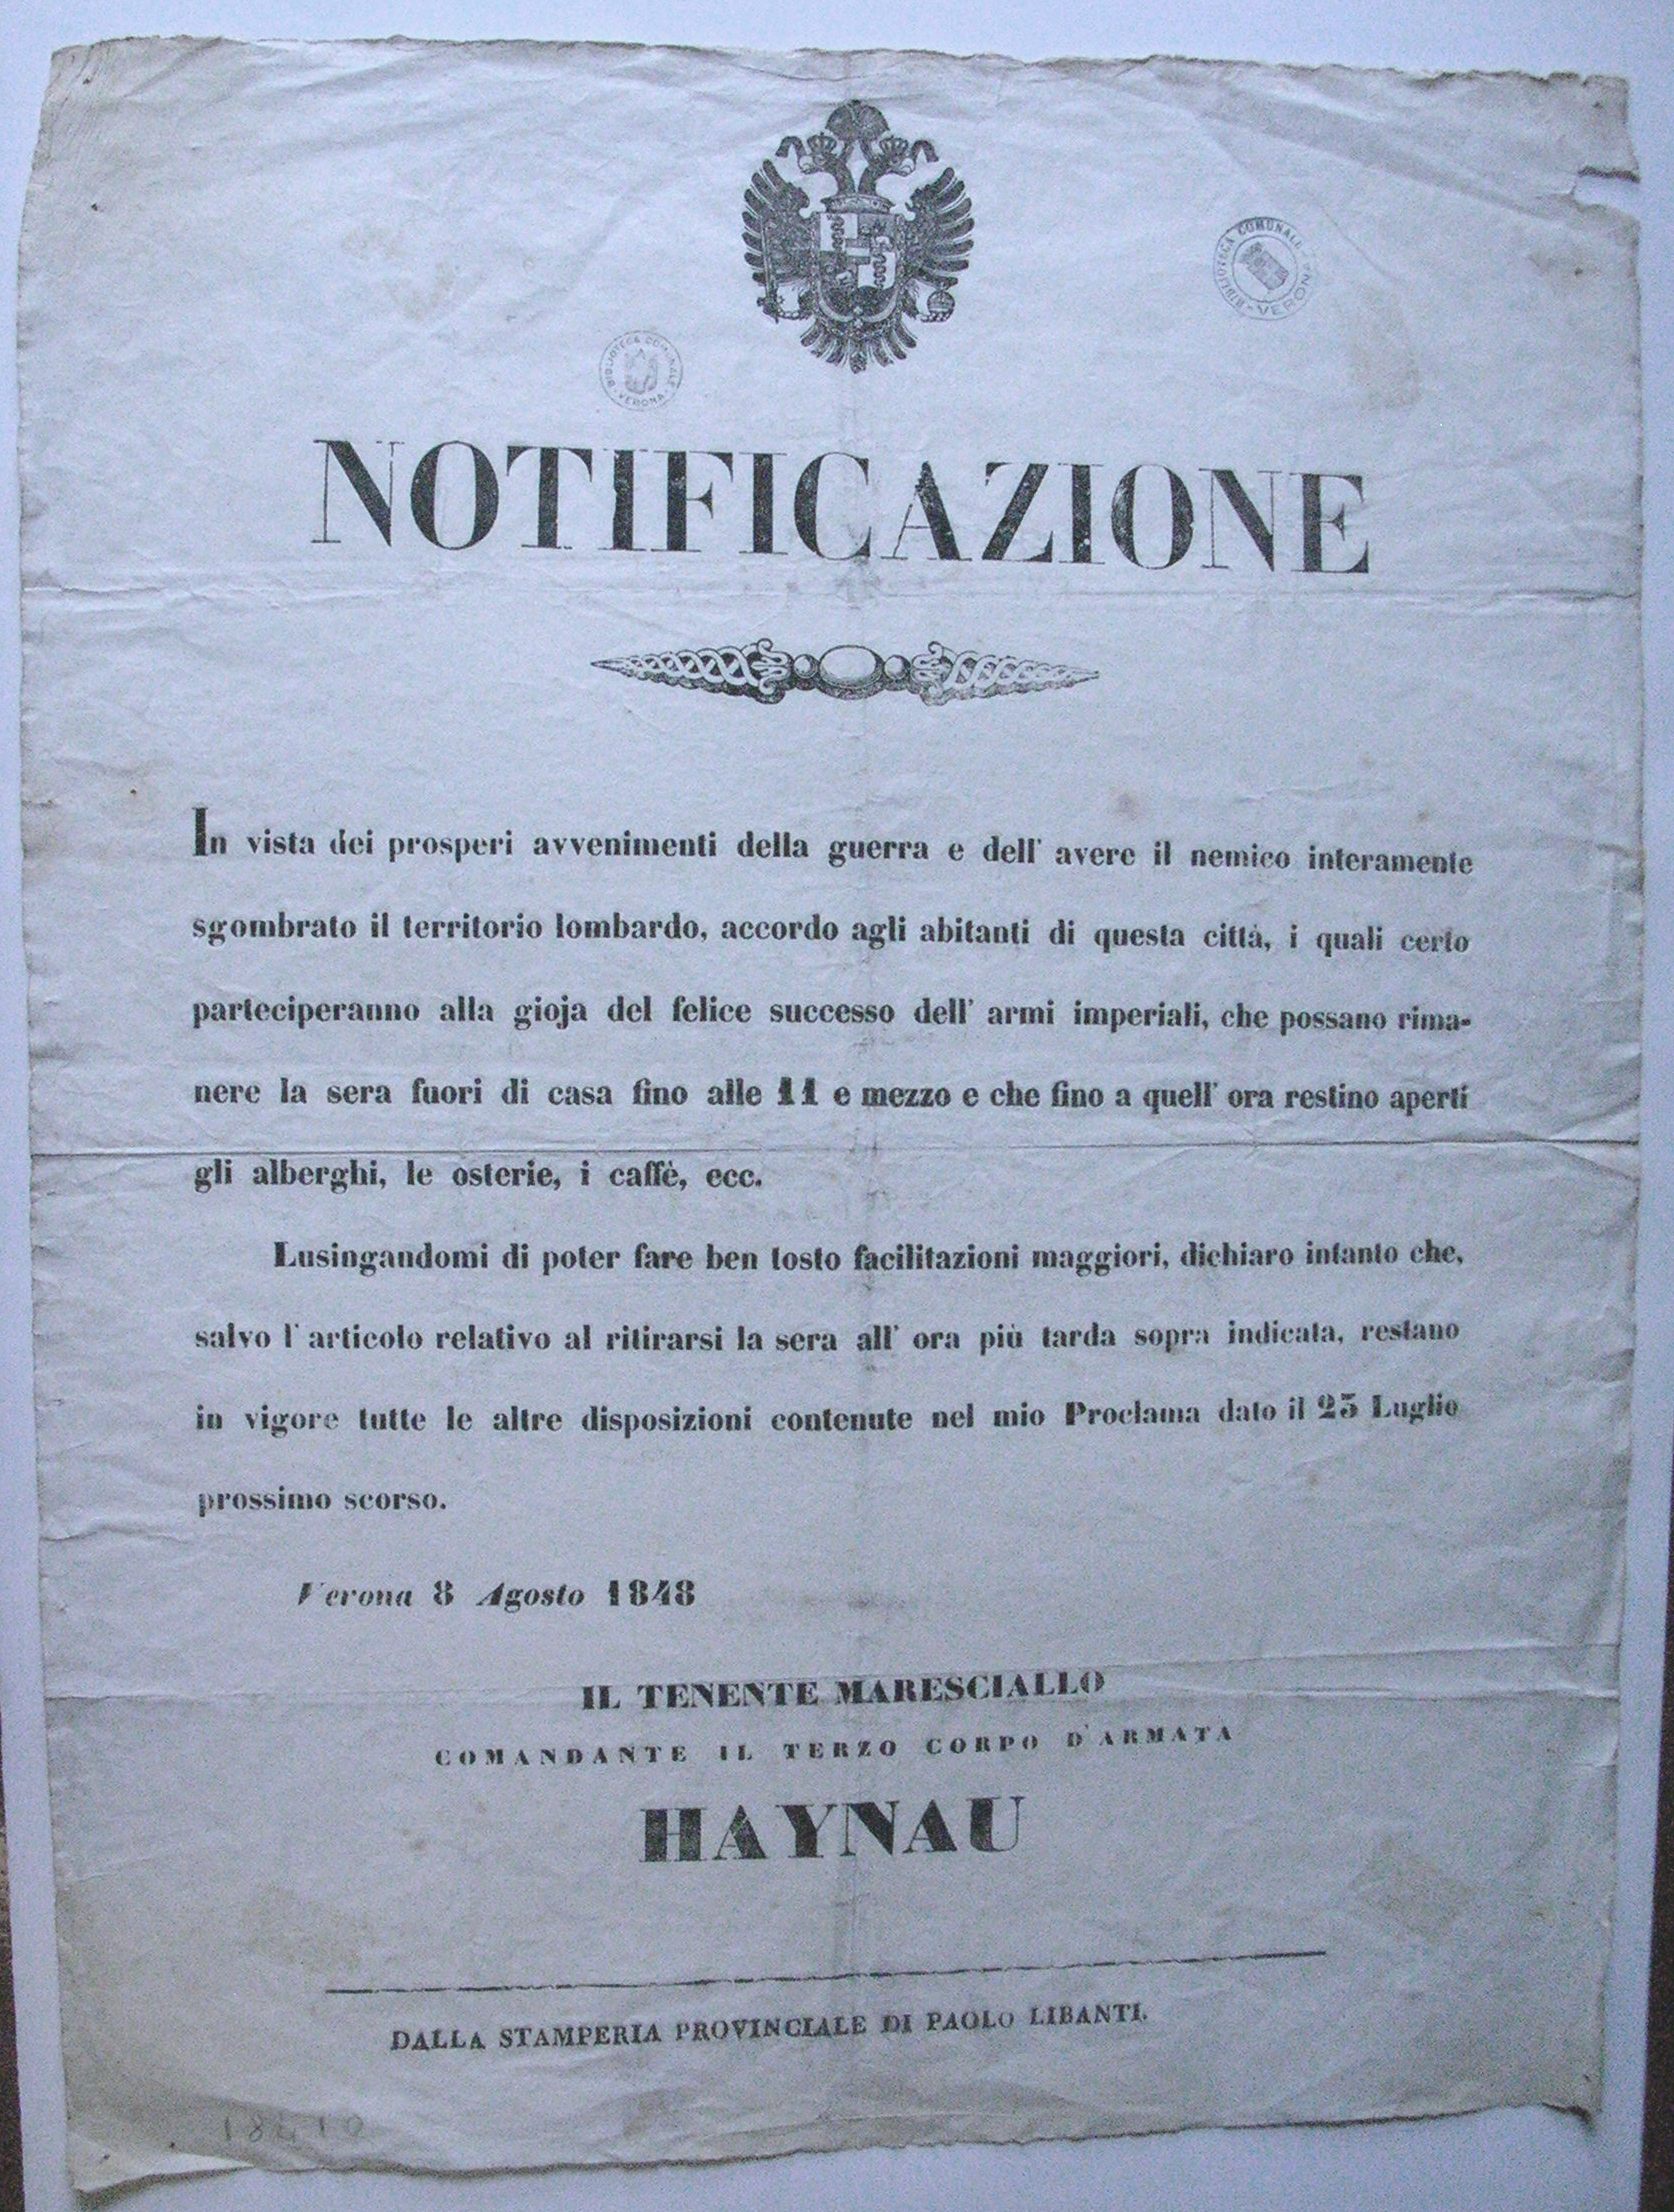 BIBLIOTECA COMUNALE - VERONA
BIBLIOTECA COMUNALE - VERONA
NOTIFICAZIONE
In vista dei prosperi avvenimenti della guerra e dell' avere il nemico interamente
sgombrato il territorio lombardo, accordo agli abitanti di questa città, i quali certo
parteciperanno alla gioja del felice successo dell' armi imperiali, che possano rima-
nere la sera fuori di casa fino alle 11 e mezzo e che fino a quell' ora restino aperti
gli alberghi, le osterie, i caffè, ecc.
Lusingandomi di poter fare ben tosto facilitazioni maggiori, dichiaro intanto che,
salvo l' articolo relativo al ritirarsi la sera all' ora più tarda sopra indicata, restano
in vigore tutte le altre disposizioni contenute nel mio Proclama dato il 25 Luglio
prossimo scorso.
Verona 8 Agosto 1848
IL TENENTE MARESCIALLO
COMANDANTE IL TERZO CORPO D'ARMATA
HAYNAU
DALLA STAMPERIA PROVINCIALE DI PAOLO LIBANTI.